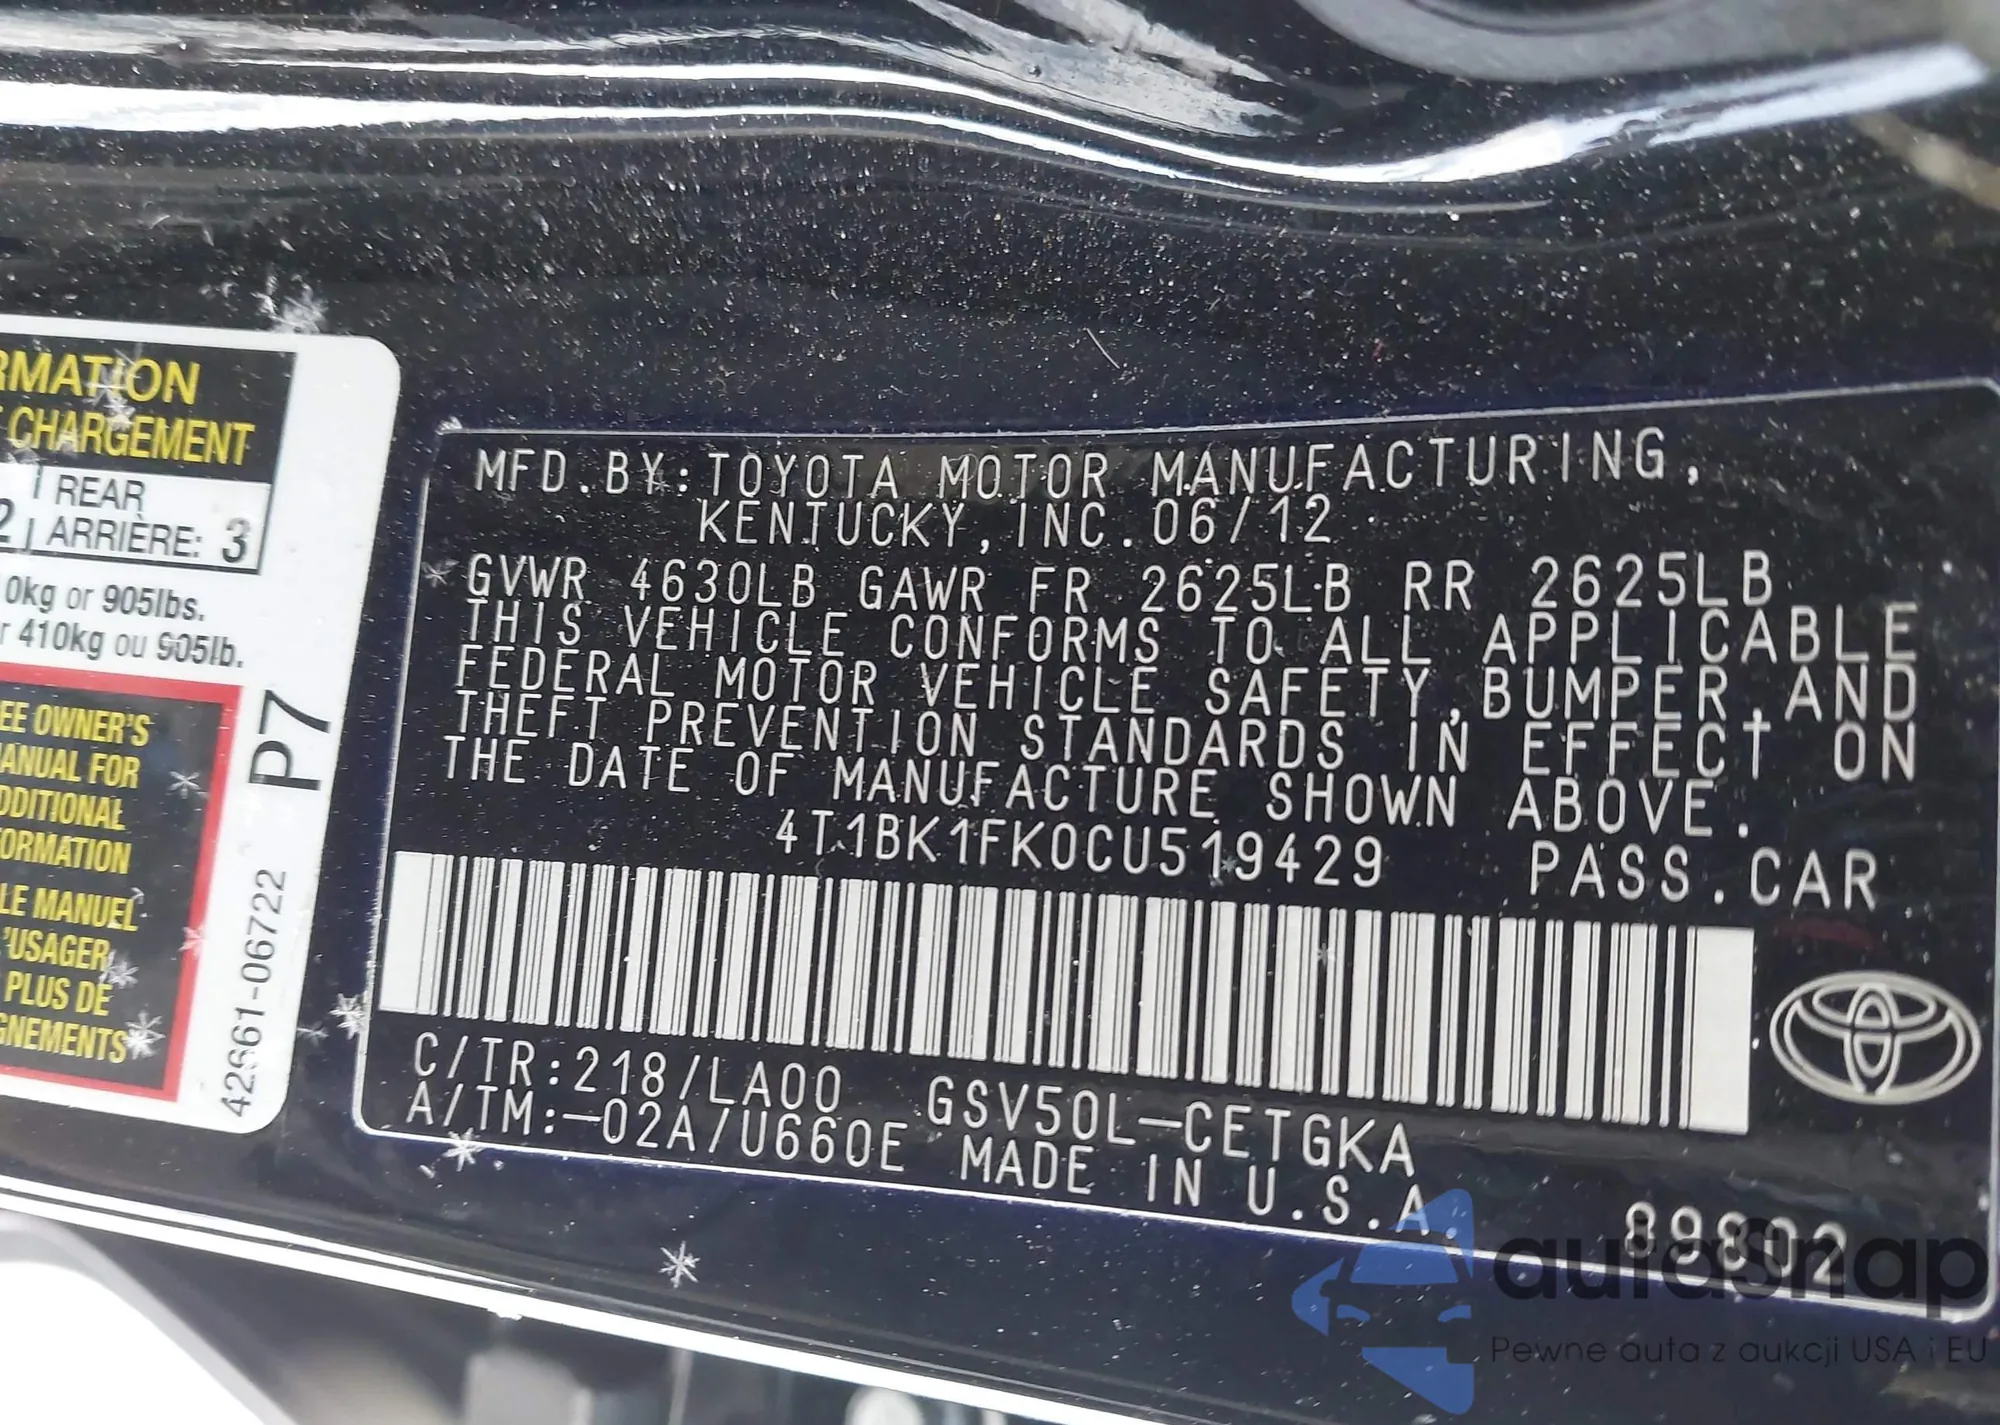 RMATION
CHARGEMENT
REAR
2 ARRIÈRE: 3
0kg or 905lbs.
r 410kg ou 905lb.
EE OWNER'S
ANUAL FOR
DDITIONAL
ORMATION
LE MANUEL
'USAGER
PLUS DE
GNEMENTS
P7
42661-06722
MFD.BY:TOYOTA MOTOR MANUFACTURING,
KENTUCKY, INC. 06/12
GVWR 4630LB GAWR FR 2625LB RR 2625LB
THIS VEHICLE CONFORMS TO ALL APPLICABLE
FEDERAL MOTOR VEHICLE SAFETY, BUMPER, AND
THEFT PREVENTION STANDARDS IN EFFECT ON
THE DATE OF MANUFACTURE SHOWN ABOVE.
4T1BK1FK0CU519429 PASS.CAR
C/TR:218/LA00 GSV50L-CETGKA
A/TM:-02A/U660E MADE IN U.S.A.
89802
autosnap
Pewne auta z aukcji USA i EU